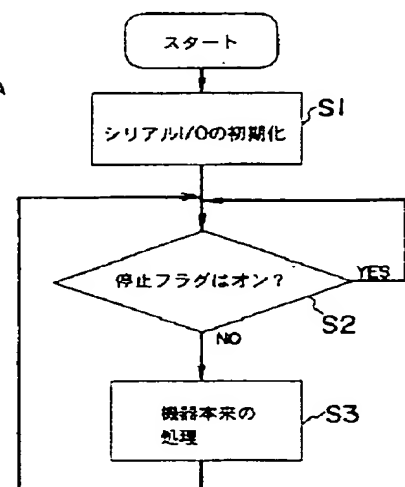 スタート
シリアルI/Oの初期化
S1
停止フラグはオン?
YES
S2
NO
機器本来の
処理
S3